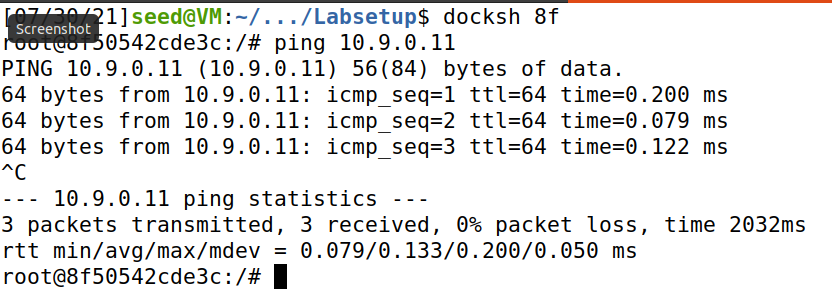 [07/30/21]seed@VM:~/.../Labsetup$ docksh 8f
Screenshot
root@8f50542cde3c:/# ping 10.9.0.11
PING 10.9.0.11 (10.9.0.11) 56(84) bytes of data.
64 bytes from 10.9.0.11: icmp_seq=1 ttl=64 time=0.200 ms
64 bytes from 10.9.0.11: icmp_seq=2 ttl=64 time=0.079 ms
64 bytes from 10.9.0.11: icmp_seq=3 ttl=64 time=0.122 ms
^C
--- 10.9.0.11 ping statistics ---
3 packets transmitted, 3 received, 0% packet loss, time 2032ms
rtt min/avg/max/mdev = 0.079/0.133/0.200/0.050 ms
root@8f50542cde3c:/#